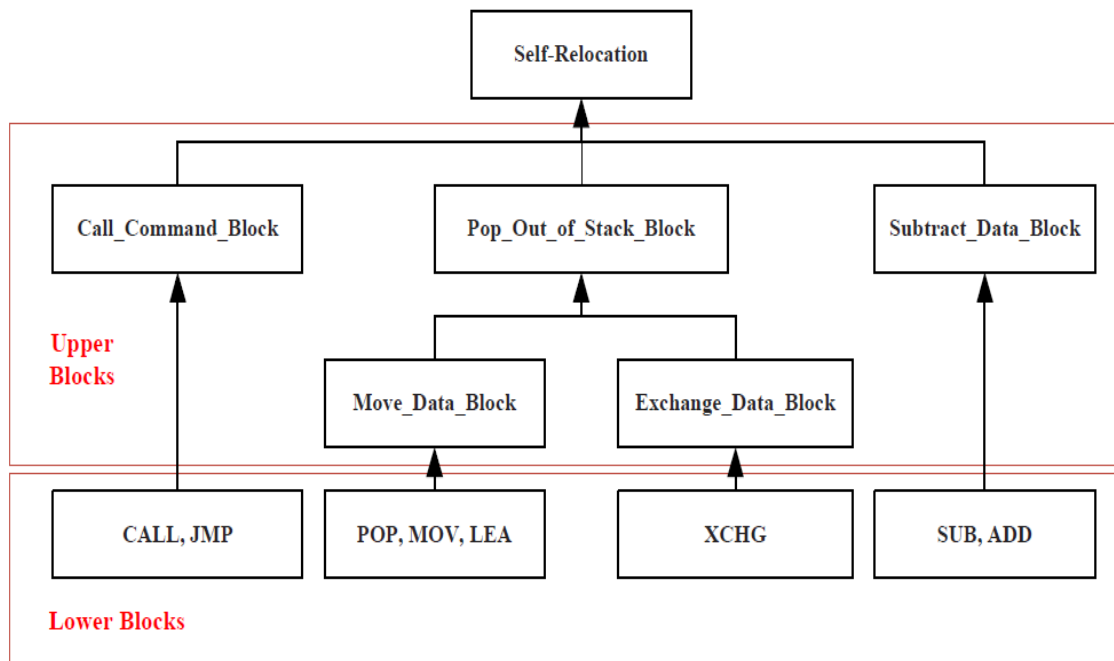 Self-Relocation
Call_Command_Block
Pop_Out_of_Stack_Block
Subtract_Data_Block
Upper
Blocks
Move_Data_Block
Exchange_Data_Block
CALL, JMP
POP, MOV, LEA
XCHG
SUB, ADD
Lower Blocks